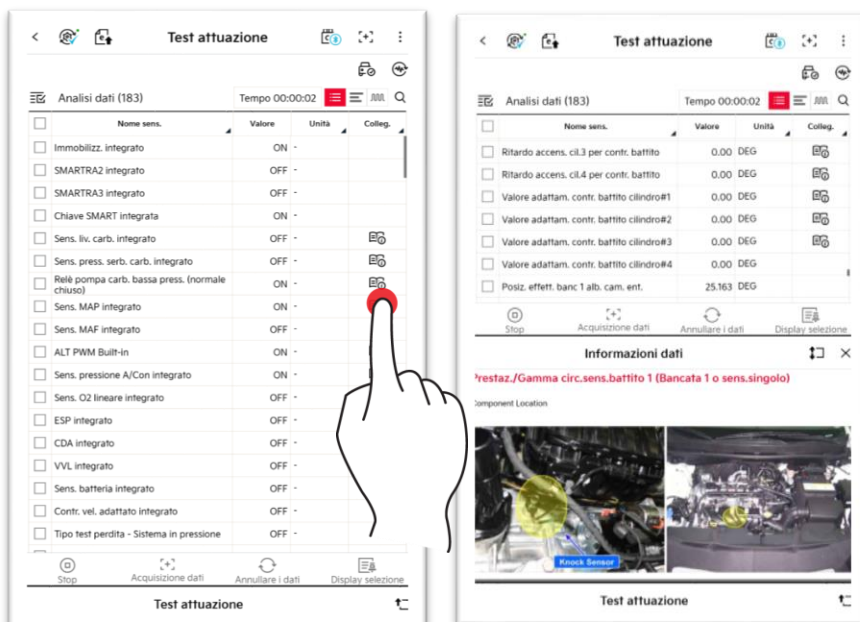 Test attuazione
Analisi dati (183)
Tempo 00:00:02
Nome sens. Valore Unità Colleg.
Immobilizz. integrato ON -
SMARTRA2 integrato OFF -
SMARTRA3 integrato OFF -
Chiave SMART integrata ON -
Sens. liv. carb. integrato OFF -
Sens. press. serb. carb. integrato OFF -
Relè pompa carb. bassa press. (normale
chiuso) ON -
Sens. MAP integrato ON -
Sens. MAF integrato OFF -
ALT PWM Built-in ON -
Sens. pressione A/Con integrato ON -
Sens. O2 lineare integrato OFF -
ESP integrato OFF -
CDA integrato OFF -
VVL integrato OFF -
Sens. batteria integrato OFF -
Contr. vel. adattato integrato OFF -
Tipo test perdita - Sistema in pressione OFF -
Stop Acquisizione dati Annullare i dati Display selezione
Test attuazione
Test attuazione
Analisi dati (183)
Tempo 00:00:02
Nome sens. Valore Unità Colleg.
Ritardo accens. cil.3 per contr. battito 0.00 DEG
Ritardo accens. cil.4 per contr. battito 0.00 DEG
Valore adattam. contr. battito cilindro#1 0.00 DEG
Valore adattam. contr. battito cilindro#2 0.00 DEG
Valore adattam. contr. battito cilindro#3 0.00 DEG
Valore adattam. contr. battito cilindro#4 0.00 DEG
Posiz. effett. banc 1 alb. cam. ent. 25.163 DEG
Stop Acquisizione dati Annullare i dati Display selezione
Informazioni dati
Prestaz./Gamma circ.sens.battito 1 (Bancata 1 o sens.singolo)
Component Location
Knock Sensor
Test attuazione